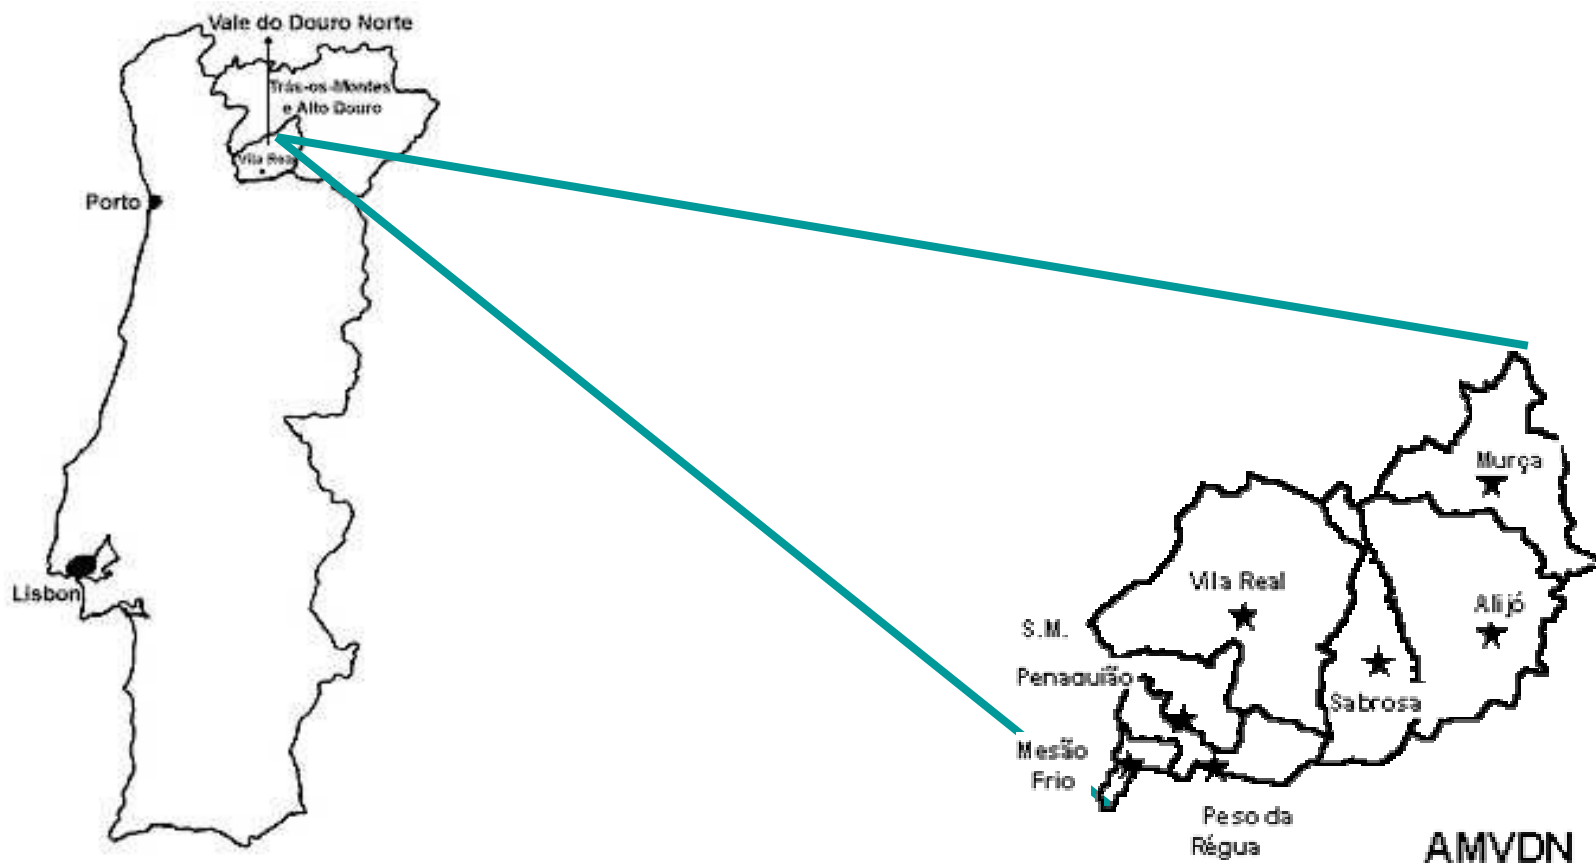 Vale do Douro Norte
Trás-os-Montes
e Alto Douro
Vila Real
Porto
Lisbon
Murça
Vila Real
Alijó
S.M.
Penaguião
Sabrosa
Mesão
Frio
Peso da
Régua
AMVDN